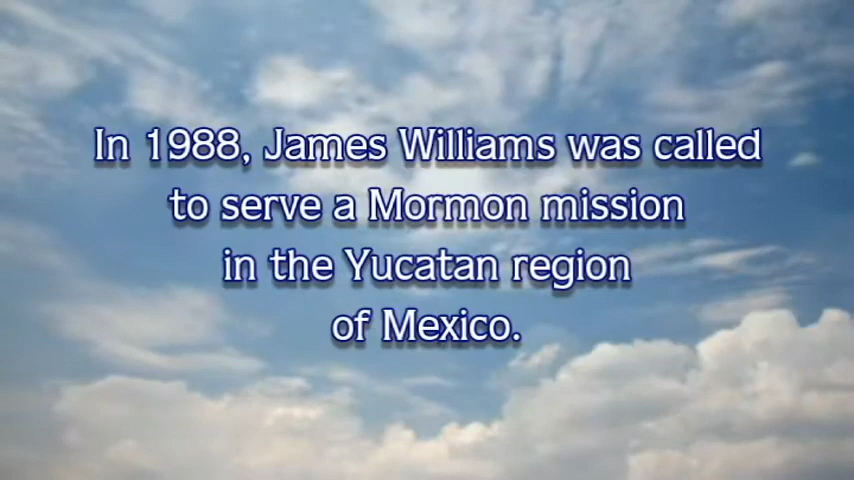 In 1988, James Williams was called
to serve a Mormon mission
in the Yucatan region
of Mexico.